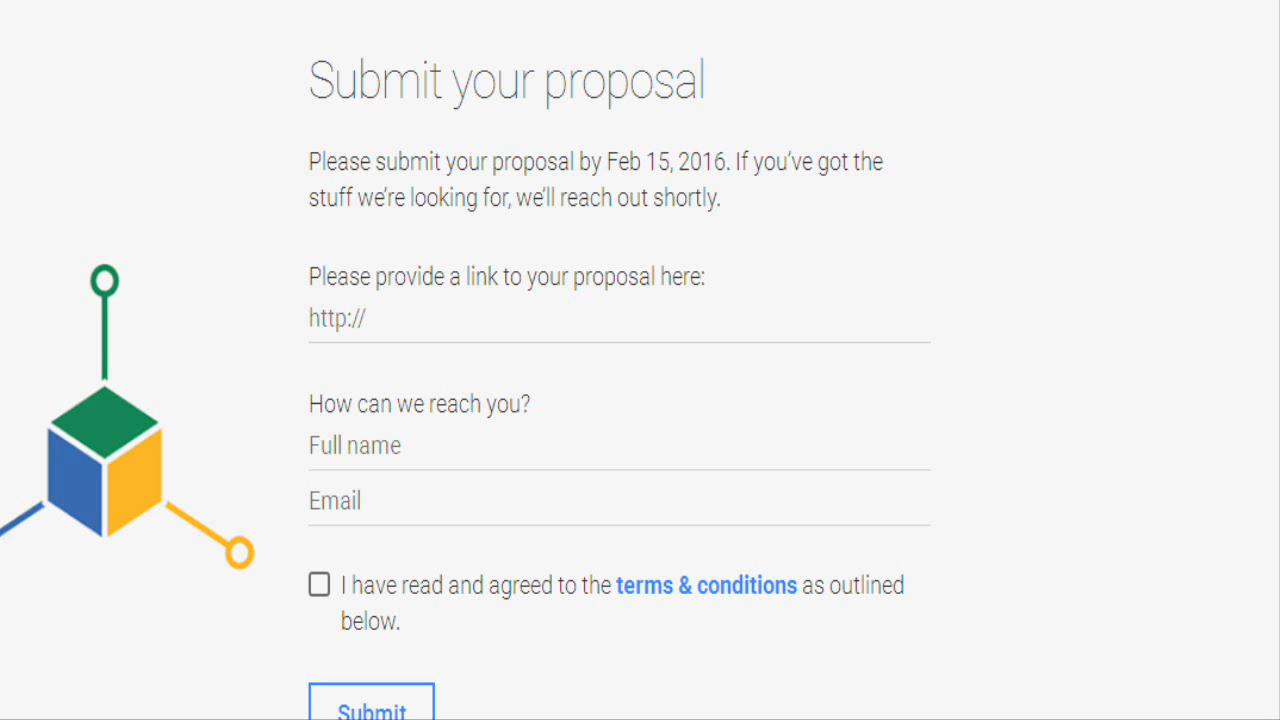 Submit your proposal
Please submit your proposal by Feb 15, 2016. If you’ve got the
stuff we’re looking for, we’ll reach out shortly.
Please provide a link to your proposal here:
http://
How can we reach you?
Full name
Email
I have read and agreed to the terms & conditions as outlined
below.
Submit